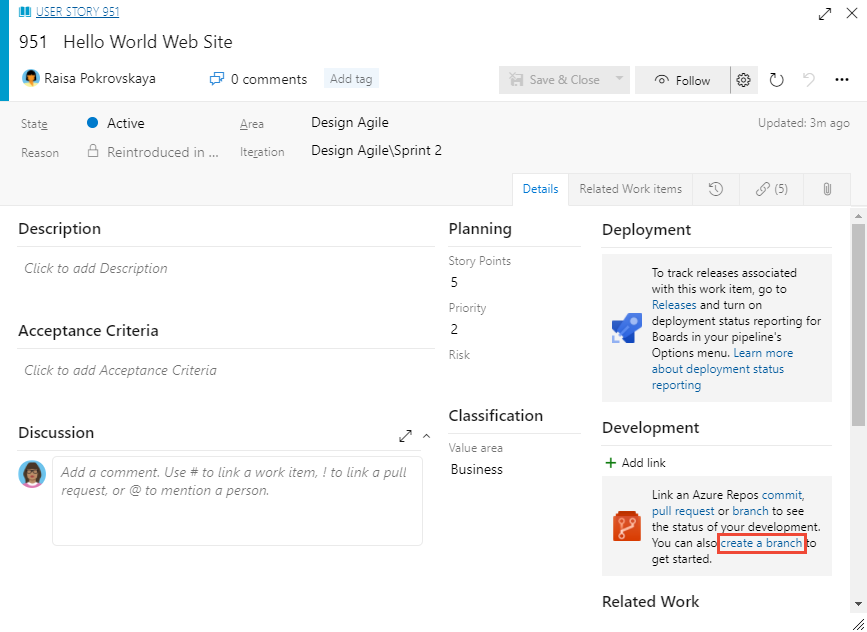 USER STORY 951
951 Hello World Web Site
Raisa Pokrovskaya
0 comments
Add tag
Save & Close
Follow
State
Active
Area
Design Agile
Updated: 3m ago
Reason
Reintroduced in ...
Iteration
Design Agile\Sprint 2
Details
Related Work items
(5)
Description
Click to add Description
Acceptance Criteria
Click to add Acceptance Criteria
Discussion
Add a comment. Use # to link a work item, ! to link a pull
request, or @ to mention a person.
Planning
Story Points
5
Priority
2
Risk
Classification
Value area
Business
Deployment
To track releases associated
with this work item, go to
Releases and turn on
deployment status reporting for
Boards in your pipeline's
Options menu. Learn more
about deployment status
reporting
Development
+ Add link
Link an Azure Repos commit,
pull request or branch to see
the status of your development.
You can also create a branch to
get started.
Related Work